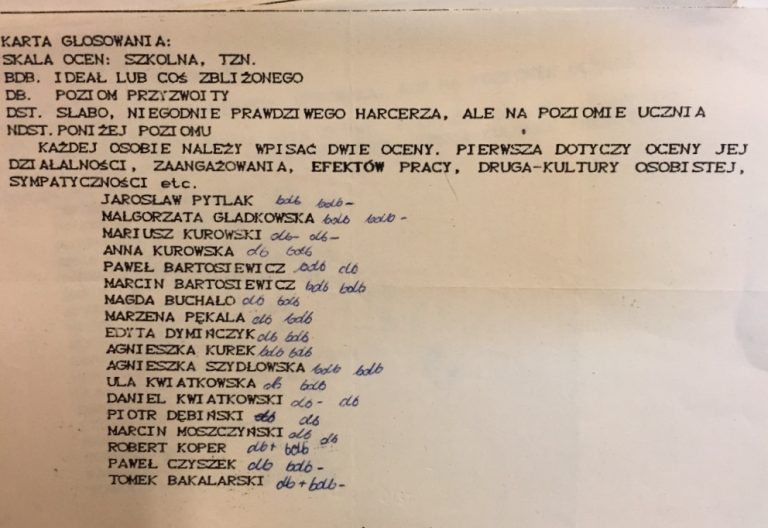 KARTA GŁOSOWANIA:
SKALA OCEN: SZKOLNA, TZN.
BDB. IDEAŁ LUB COŚ ZBLIŻONEGO
DB. POZIOM PRZYZWOITY
DST. SŁABO, NIEGODNIE PRAWDZIWEGO HARCERZA, ALE NA POZIOMIE UCZNIA
NDST.PONIŻEJ POZIOMU
KAŻDEJ OSOBIE NALEŻY WPISAĆ DWIE OCENY. PIERWSZA DOTYCZY OCENY JEJ
DZIAŁALNOŚCI, ZAANGAŻOWANIA, EFEKTÓW PRACY, DRUGA-KULTURY OSOBISTEJ,
SYMPATYCZNOŚCI etc.
JAROSŁAW PYTLAK bdb bdb-
MAŁGORZATA GŁADKOWSKA bdb bdb-
MARIUSZ KUROWSKI db- db-
ANNA KUROWSKA db bdb
PAWEŁ BARTOSIEWICZ bdb db
MARCIN BARTOSIEWICZ bdb bdb
MAGDA BUCHAŁO db bdb
MARZENA PĘKALA db bdb
EDYTA DYMIŃCZYK db bdb
AGNIESZKA KUREK bdb bdb
AGNIESZKA SZYDŁOWSKA bdb bdb
ULA KWIATKOWSKA db bdb
DANIEL KWIATKOWSKI db- db
PIOTR DĘBIŃSKI db
MARCIN MOSZCZYŃSKI db db
ROBERT KOPER db+ bdb
PAWEŁ CZYSZEK db bdb-
TOMEK BAKALARSKI db+ bdb-